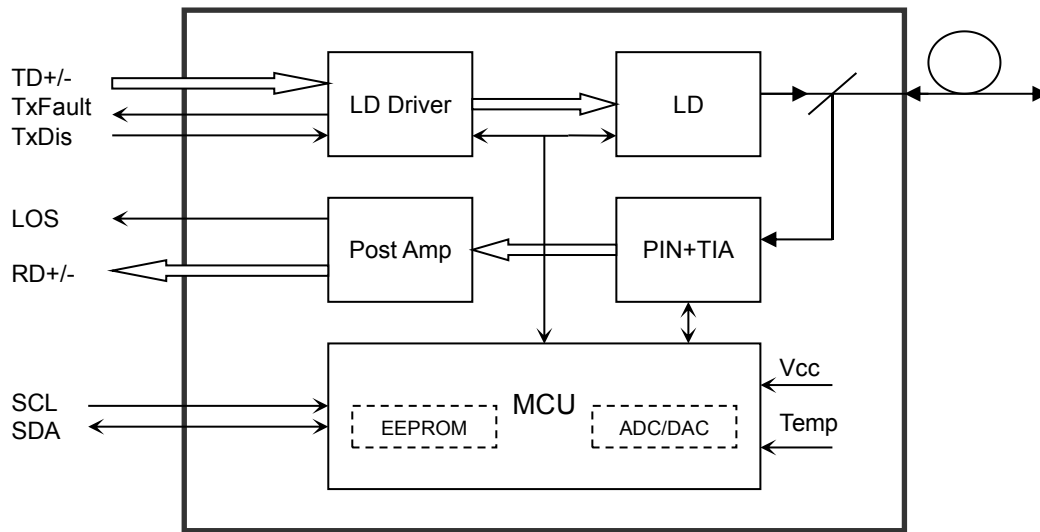 TD+/-
TxFault
TxDis
LD Driver
LD
LOS
RD+/-
Post Amp
PIN+TIA
SCL
SDA
MCU
EEPROM
ADC/DAC
Vcc
Temp